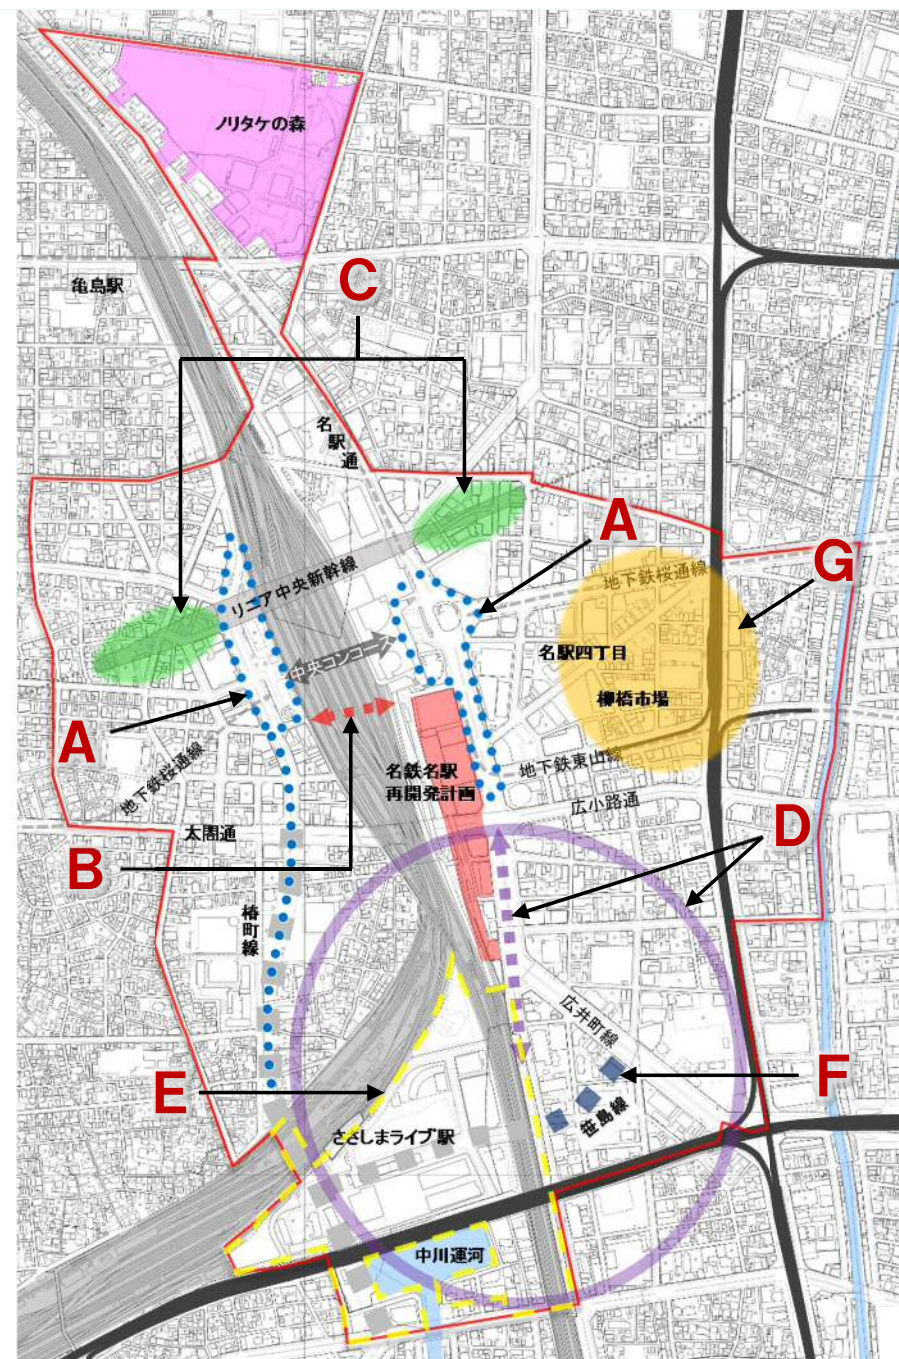 ノリタケの森
亀島駅
C
名駅通
A
G
リニア中央新幹線
地下鉄桜通線
中央コンコース
名駅四丁目
柳橋市場
A
地下鉄桜通線
名鉄名駅
再開発計画
地下鉄東山線
広小路通
太閤通
D
B
椿町線
広井町線
E
F
ささしまライブ駅
笹島線
中川運河